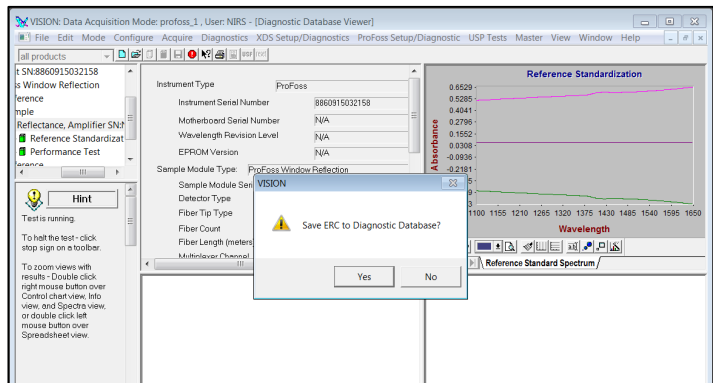 VISION: Data Acquisition Mode: profoss_1 , User: NIRS - [Diagnostic Database Viewer]
File Edit Mode Configure Acquire Diagnostics XDS Setup/Diagnostics ProFoss Setup/Diagnostic USP Tests Master View Window Help
all products
t SN:8860915032158
ss Window Reflection
ference
mple
Reflectance, Amplifier SN:
Reference Standardizat
Performance Test
Hint
Test is running.
To halt the test - click
stop sign on a toolbar.
To zoom views with
results - Double click
right mouse button over
Control chart view, Info
view, and Spectra view,
or double click left
mouse button over
Spreadsheet view.
Instrument Type ProFoss
Instrument Serial Number 8860915032158
Motherboard Serial Number N/A
Wavelength Revision Level N/A
EPROM Version N/A
Sample Module Type: ProFoss Window Reflection
Sample Module Seri
Detector Type
Fiber Tip Type
Fiber Count
Fiber Length (meters)
Multiplexer Channel
Reference Standardization
Absorbance
0.6529
0.5285
0.4041
0.2796
0.1552
0.0308
-0.0936
-0.2181
1100 1155 1210 1265 1320 1375 1430 1485 1540 1595 1650
Wavelength
Reference Standard Spectrum
VISION
Save ERC to Diagnostic Database?
Yes No